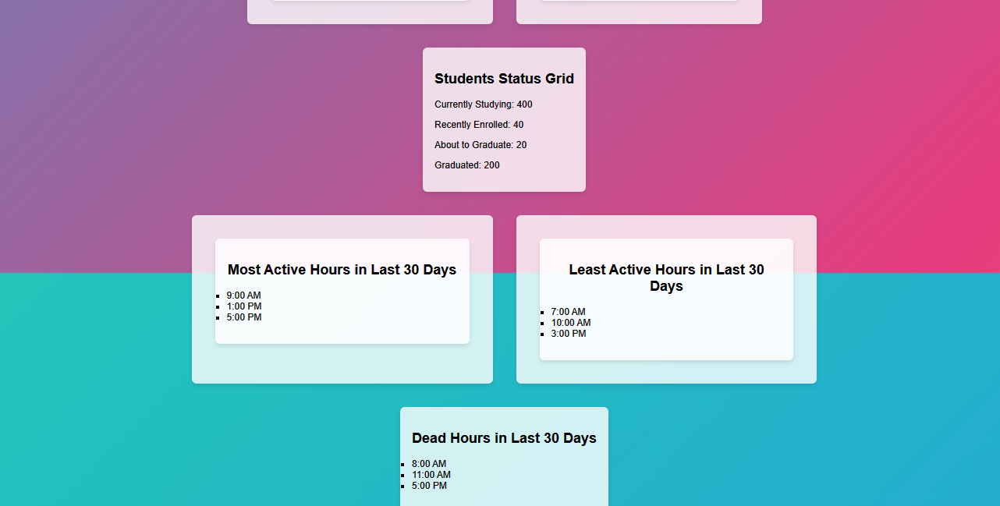 Students Status Grid
Currently Studying: 400
Recently Enrolled: 40
About to Graduate: 20
Graduated: 200
Most Active Hours in Last 30 Days
9:00 AM
1:00 PM
5:00 PM
Least Active Hours in Last 30
Days
7:00 AM
10:00 AM
3:00 PM
Dead Hours in Last 30 Days
8:00 AM
11:00 AM
5:00 PM